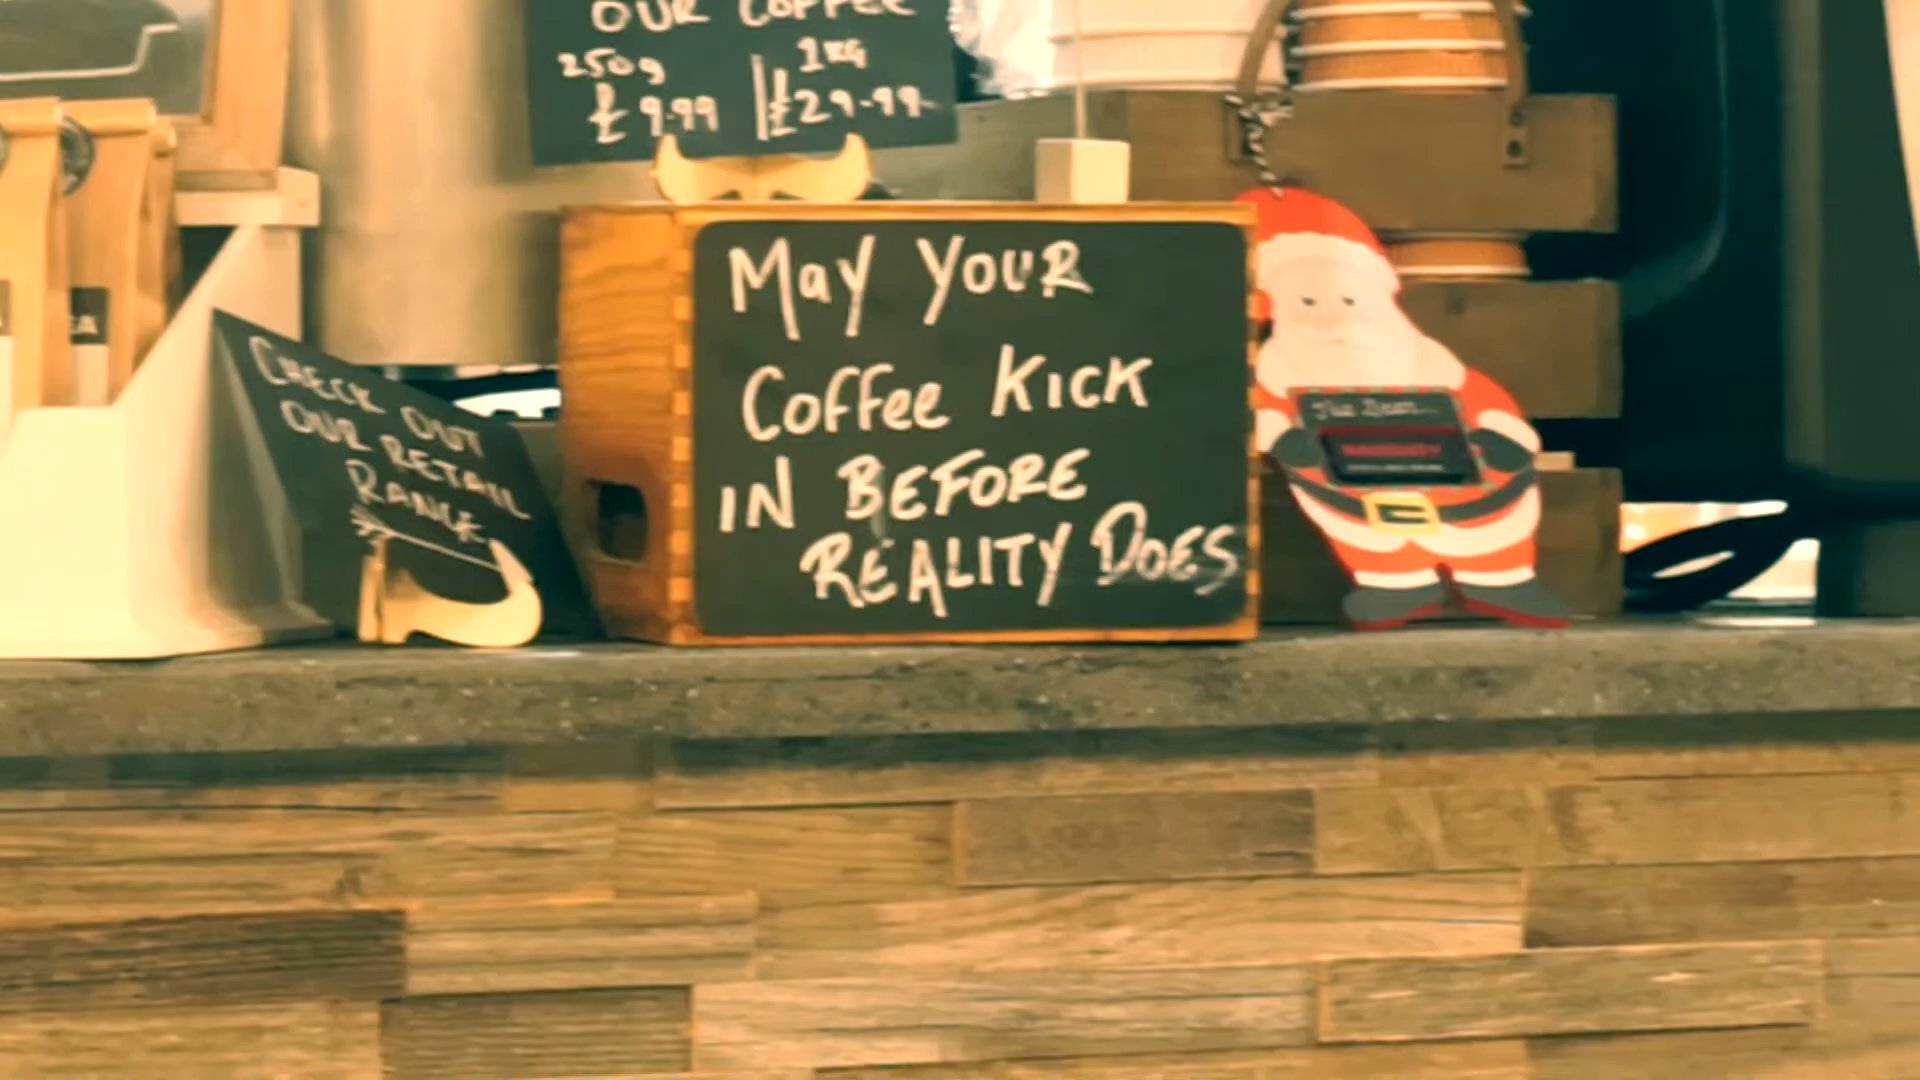 OUR COFFEE
250g 1KG
£9.99 £29.99
May YOUR
Coffee KICK
IN BEFORE
REALITY DOES
CHECK OUT
OUR RETAIL
RANGE